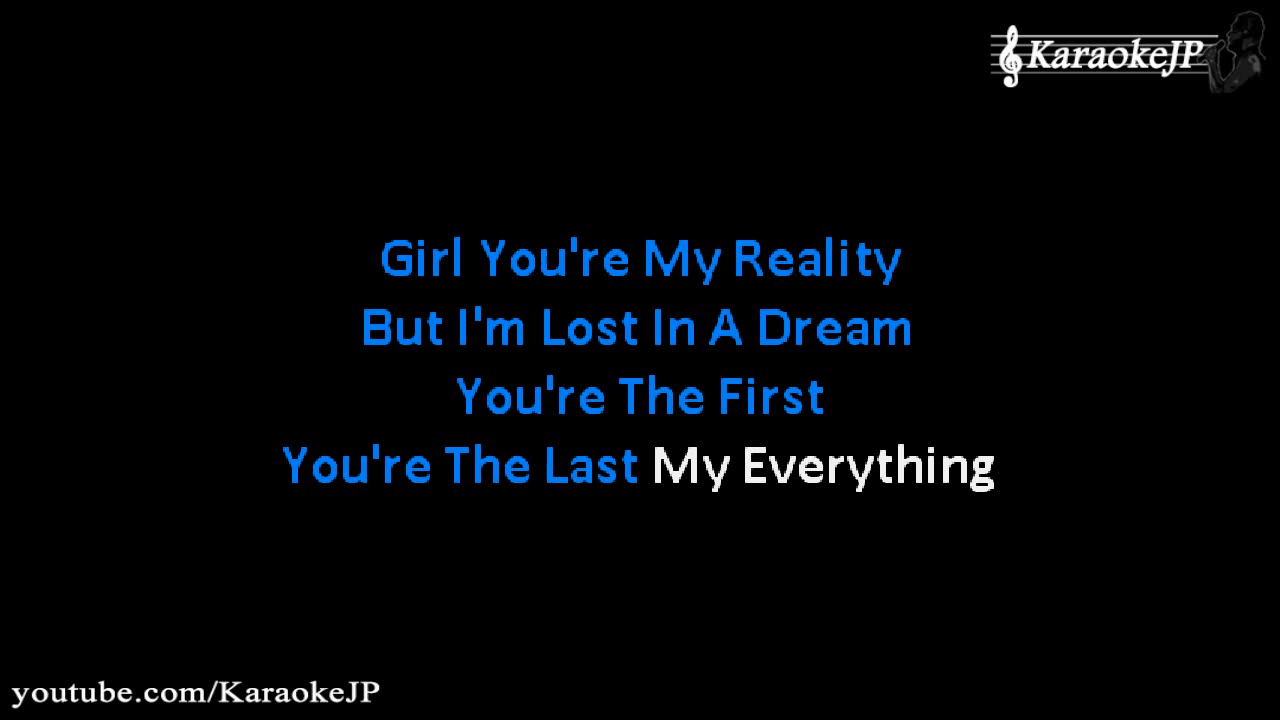 KaraokeJP
Girl You're My Reality
But I'm Lost In A Dream
You're The First
You're The Last My Everything
youtube.com/KaraokeJP